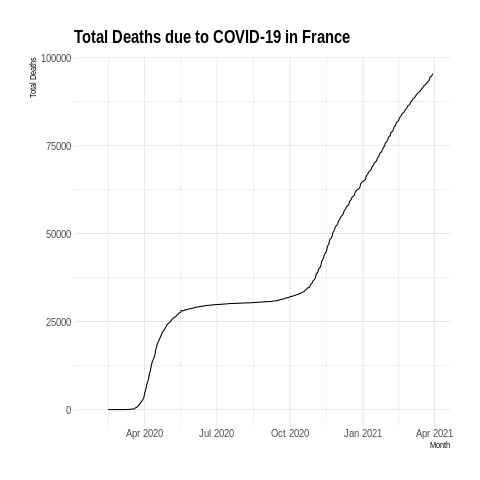 Total Deaths due to COVID-19 in France
Total Deaths
100000
75000
50000
25000
0
Apr 2020 Jul 2020 Oct 2020 Jan 2021 Apr 2021
Month